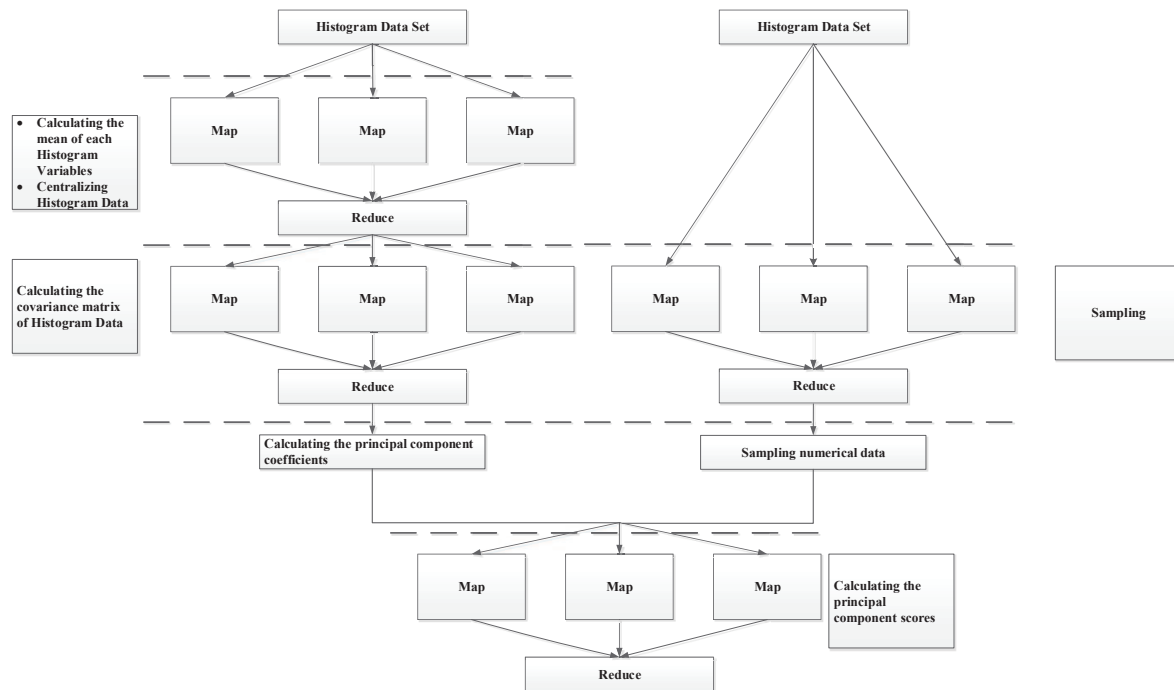 Histogram Data Set
Histogram Data Set
Map
Map
Map
• Calculating the
mean of each
Histogram
Variables
• Centralizing
Histogram Data
Reduce
Calculating the
covariance matrix
of Histogram Data
Map
Map
Map
Map
Map
Map
Sampling
Reduce
Reduce
Calculating the principal component
coefficients
Sampling numerical data
Map
Map
Map
Calculating the
principal
component scores
Reduce